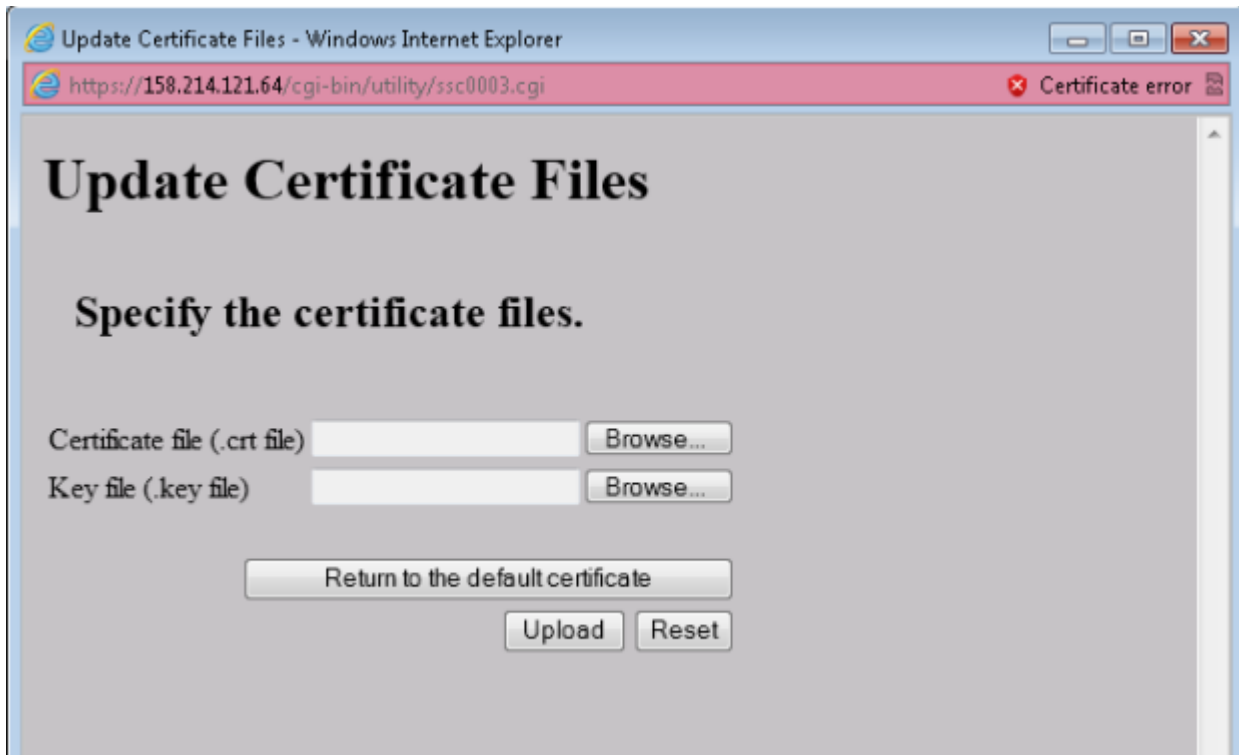 Update Certificate Files - Windows Internet Explorer
https://158.214.121.64/cgi-bin/utility/ssc0003.cgi Certificate error
Update Certificate Files
Specify the certificate files.
Certificate file (.crt file) Browse...
Key file (.key file) Browse...
Return to the default certificate
Upload Reset